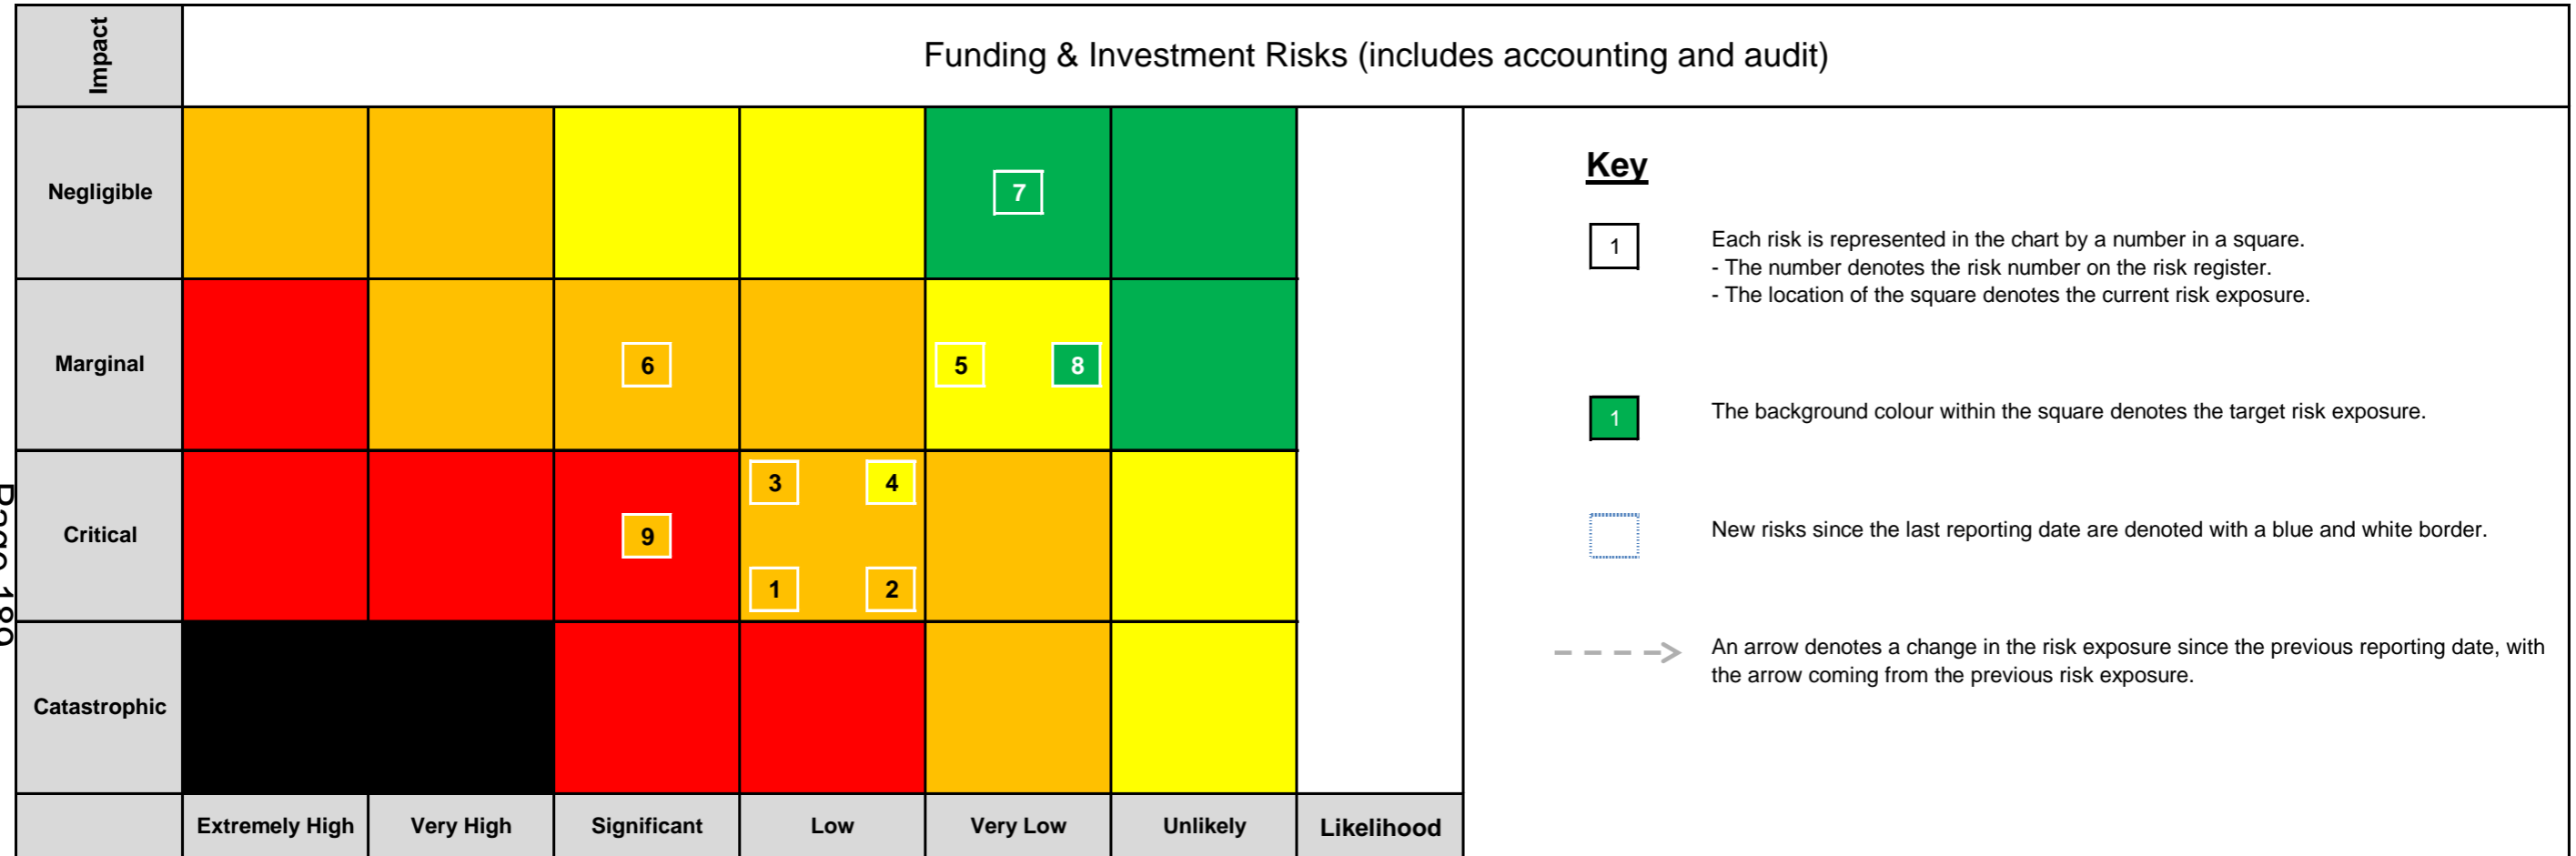 Impact
Funding & Investment Risks (includes accounting and audit)
Negligible
7
Marginal
6
5
8
Critical
3
4
9
1
2
Catastrophic
Extremely High
Very High
Significant
Low
Very Low
Unlikely
Likelihood
Key
1
Each risk is represented in the chart by a number in a square.
- The number denotes the risk number on the risk register.
- The location of the square denotes the current risk exposure.
1
The background colour within the square denotes the target risk exposure.
New risks since the last reporting date are denoted with a blue and white border.
An arrow denotes a change in the risk exposure since the previous reporting date, with
the arrow coming from the previous risk exposure.
Page 189